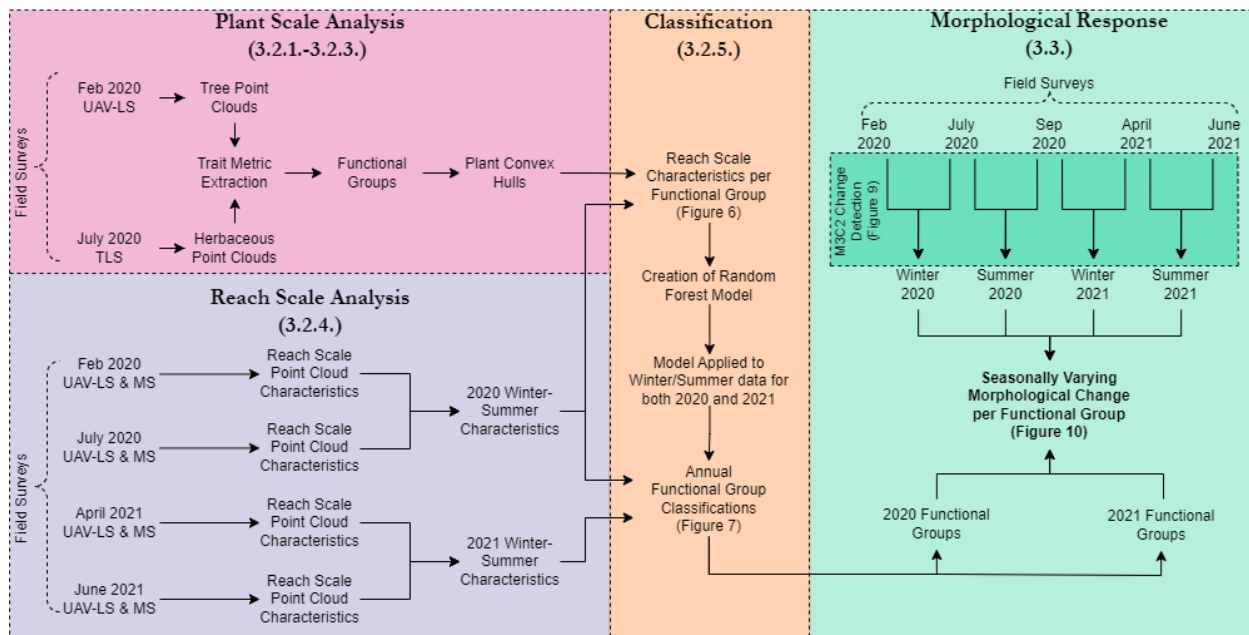 Plant Scale Analysis
(3.2.1.-3.2.3.)
Field Surveys
Feb 2020
UAV-LS
Tree Point
Clouds
Trait Metric
Extraction
Functional
Groups
Plant Convex
Hulls
July 2020
TLS
Herbaceous
Point Clouds
Reach Scale Analysis
(3.2.4.)
Field Surveys
Feb 2020
UAV-LS & MS
Reach Scale
Point Cloud
Characteristics
July 2020
UAV-LS & MS
Reach Scale
Point Cloud
Characteristics
2020 Winter-
Summer
Characteristics
April 2021
UAV-LS & MS
Reach Scale
Point Cloud
Characteristics
June 2021
UAV-LS & MS
Reach Scale
Point Cloud
Characteristics
2021 Winter-
Summer
Characteristics
Classification
(3.2.5.)
Reach Scale
Characteristics per
Functional Group
(Figure 6)
Creation of Random
Forest Model
Model Applied to
Winter/Summer data for
both 2020 and 2021
Annual
Functional Group
Classifications
(Figure 7)
Morphological Response
(3.3.)
Field Surveys
Feb
2020
July
2020
Sep
2020
April
2021
June
2021
M3C2 Change
Detection
(Figure 9)
Winter
2020
Summer
2020
Winter
2021
Summer
2021
Seasonally Varying
Morphological Change
per Functional Group
(Figure 10)
2020 Functional
Groups
2021 Functional
Groups